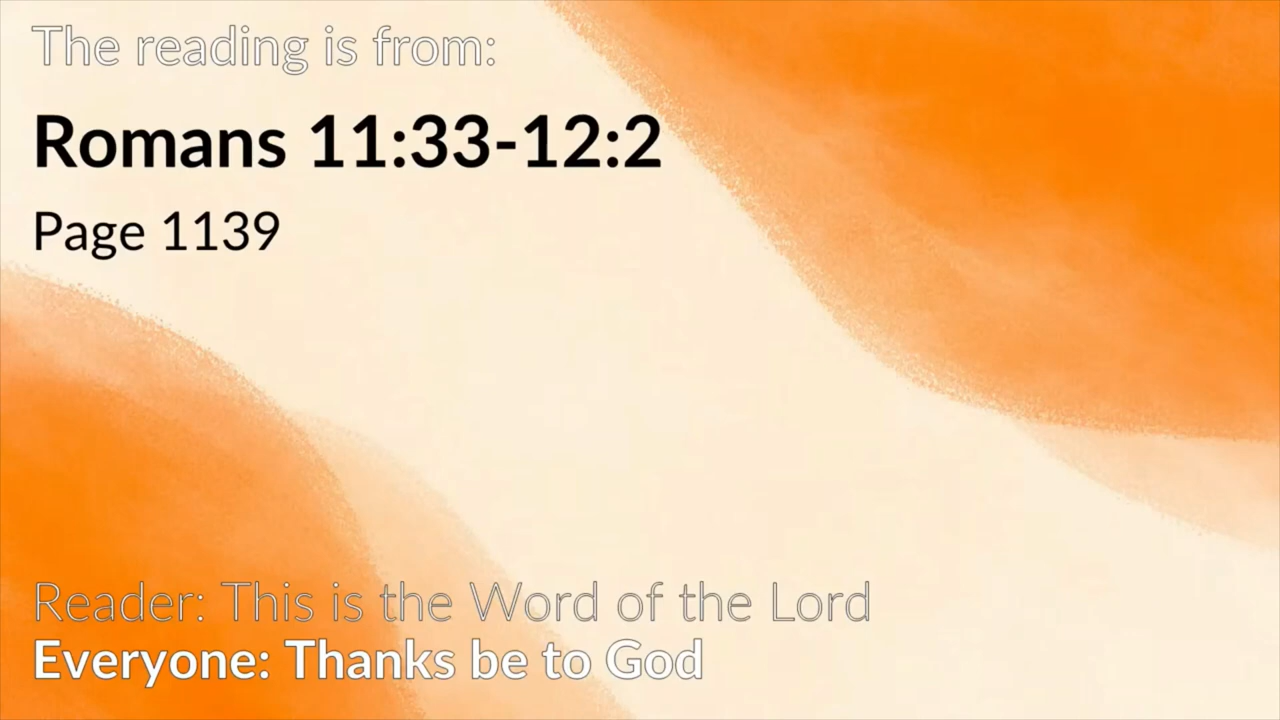 The reading is from:
Romans 11:33-12:2
Page 1139
Reader: This is the Word of the Lord
Everyone: Thanks be to God